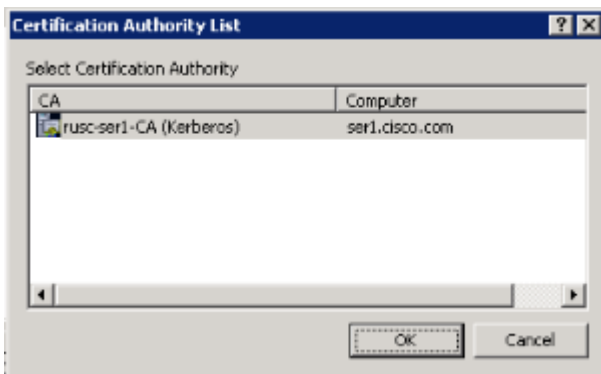 Certification Authority List
Select Certification Authority
CA Computer
rusc-ser1-CA (Kerberos) ser1.cisco.com
OK Cancel